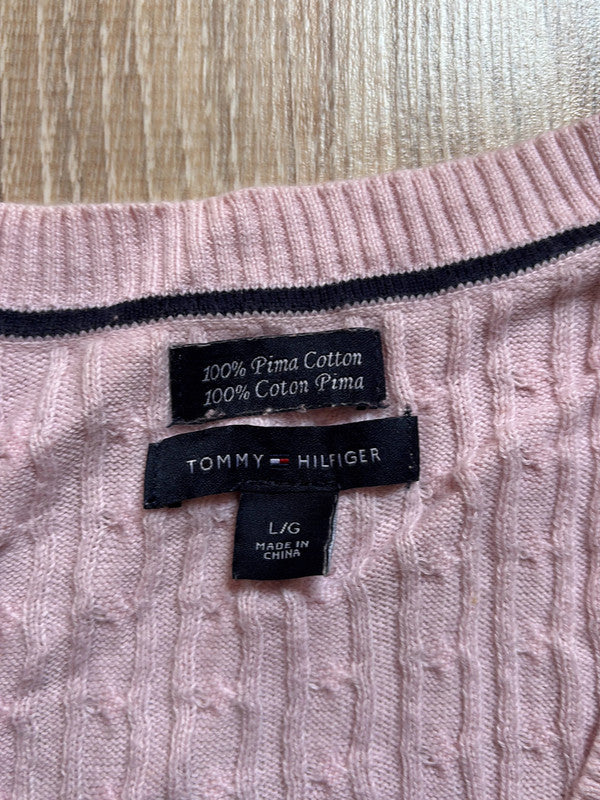 100% Pima Cotton
100% Coton Pima
TOMMY HILFIGER
L/G
MADE IN
CHINA